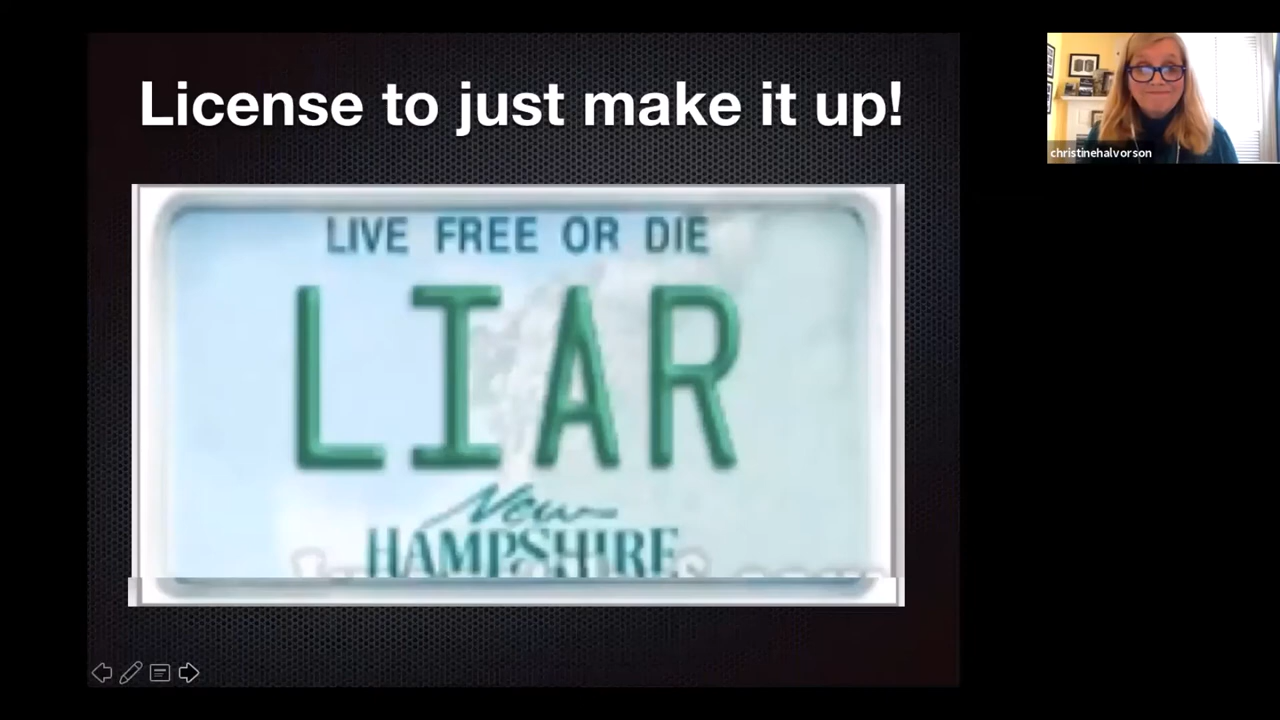 License to just make it up!
LIVE FREE OR DIE
LIAR
New
HAMPSHIRE
christinehalvorson